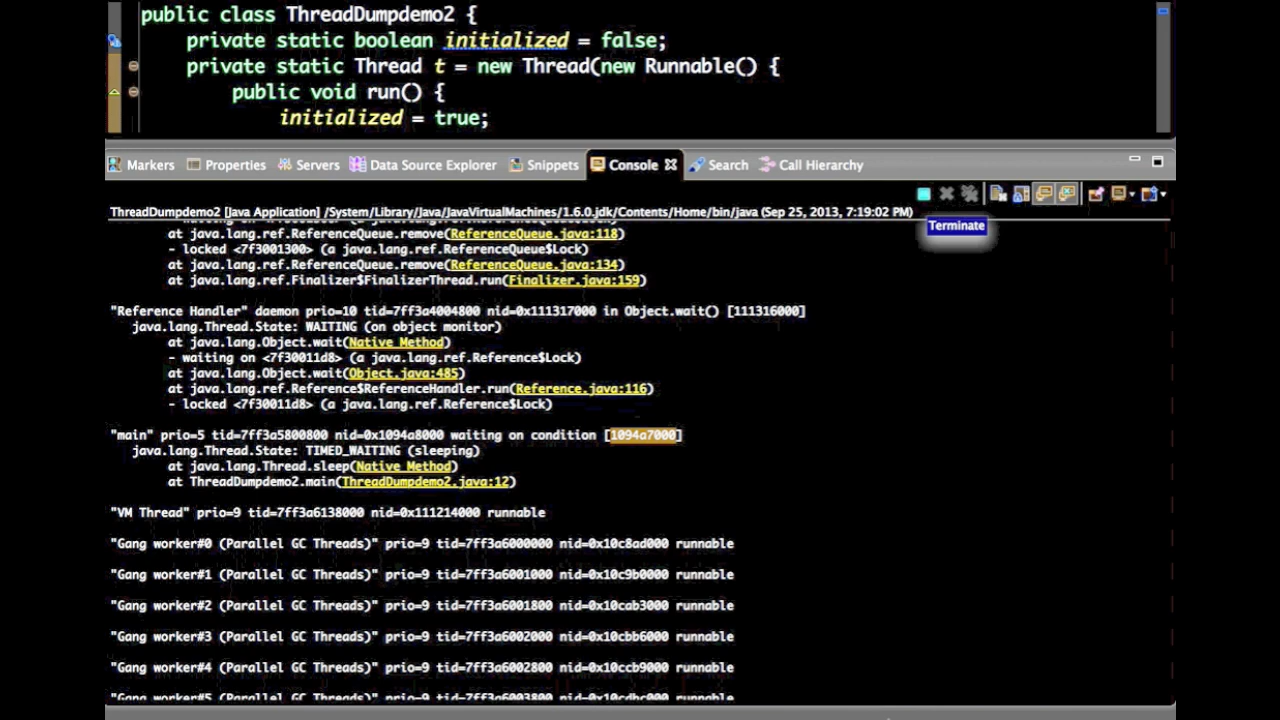 public class ThreadDumpdemo2 {
private static boolean initialized = false;
private static Thread t = new Thread(new Runnable() {
public void run() {
initialized = true;
Markers Properties Servers Data Source Explorer Snippets Console Search Call Hierarchy
ThreadDumpdemo2 [Java Application] /System/Library/Java/JavaVirtualMachines/1.6.0.jdk/Contents/Home/bin/java (Sep 25, 2013, 7:19:02 PM)
Terminate
at java.lang.ref.ReferenceQueue.remove(ReferenceQueue.java:118)
- locked <7f3001300> (a java.lang.ref.ReferenceQueue$Lock)
at java.lang.ref.ReferenceQueue.remove(ReferenceQueue.java:134)
at java.lang.ref.Finalizer$FinalizerThread.run(Finalizer.java:159)
"Reference Handler" daemon prio=10 tid=7ff3a4004800 nid=0x111317000 in Object.wait() [111316000]
java.lang.Thread.State: WAITING (on object monitor)
at java.lang.Object.wait(Native Method)
- waiting on <7f30011d8> (a java.lang.ref.Reference$Lock)
at java.lang.Object.wait(Object.java:485)
at java.lang.ref.Reference$ReferenceHandler.run(Reference.java:116)
- locked <7f30011d8> (a java.lang.ref.Reference$Lock)
"main" prio=5 tid=7ff3a5800800 nid=0x1094a8000 waiting on condition [1094a7000]
java.lang.Thread.State: TIMED_WAITING (sleeping)
at java.lang.Thread.sleep(Native Method)
at ThreadDumpdemo2.main(ThreadDumpdemo2.java:12)
"VM Thread" prio=9 tid=7ff3a6138000 nid=0x111214000 runnable
"Gang worker#0 (Parallel GC Threads)" prio=9 tid=7ff3a6000000 nid=0x10c8ad000 runnable
"Gang worker#1 (Parallel GC Threads)" prio=9 tid=7ff3a6001000 nid=0x10c9b0000 runnable
"Gang worker#2 (Parallel GC Threads)" prio=9 tid=7ff3a6001800 nid=0x10cab3000 runnable
"Gang worker#3 (Parallel GC Threads)" prio=9 tid=7ff3a6002000 nid=0x10cbb6000 runnable
"Gang worker#4 (Parallel GC Threads)" prio=9 tid=7ff3a6002800 nid=0x10ccb9000 runnable
"Gang worker#5 (Parallel GC Threads)" prio=9 tid=7ff3a6003800 nid=0x10cdbc000 runnable